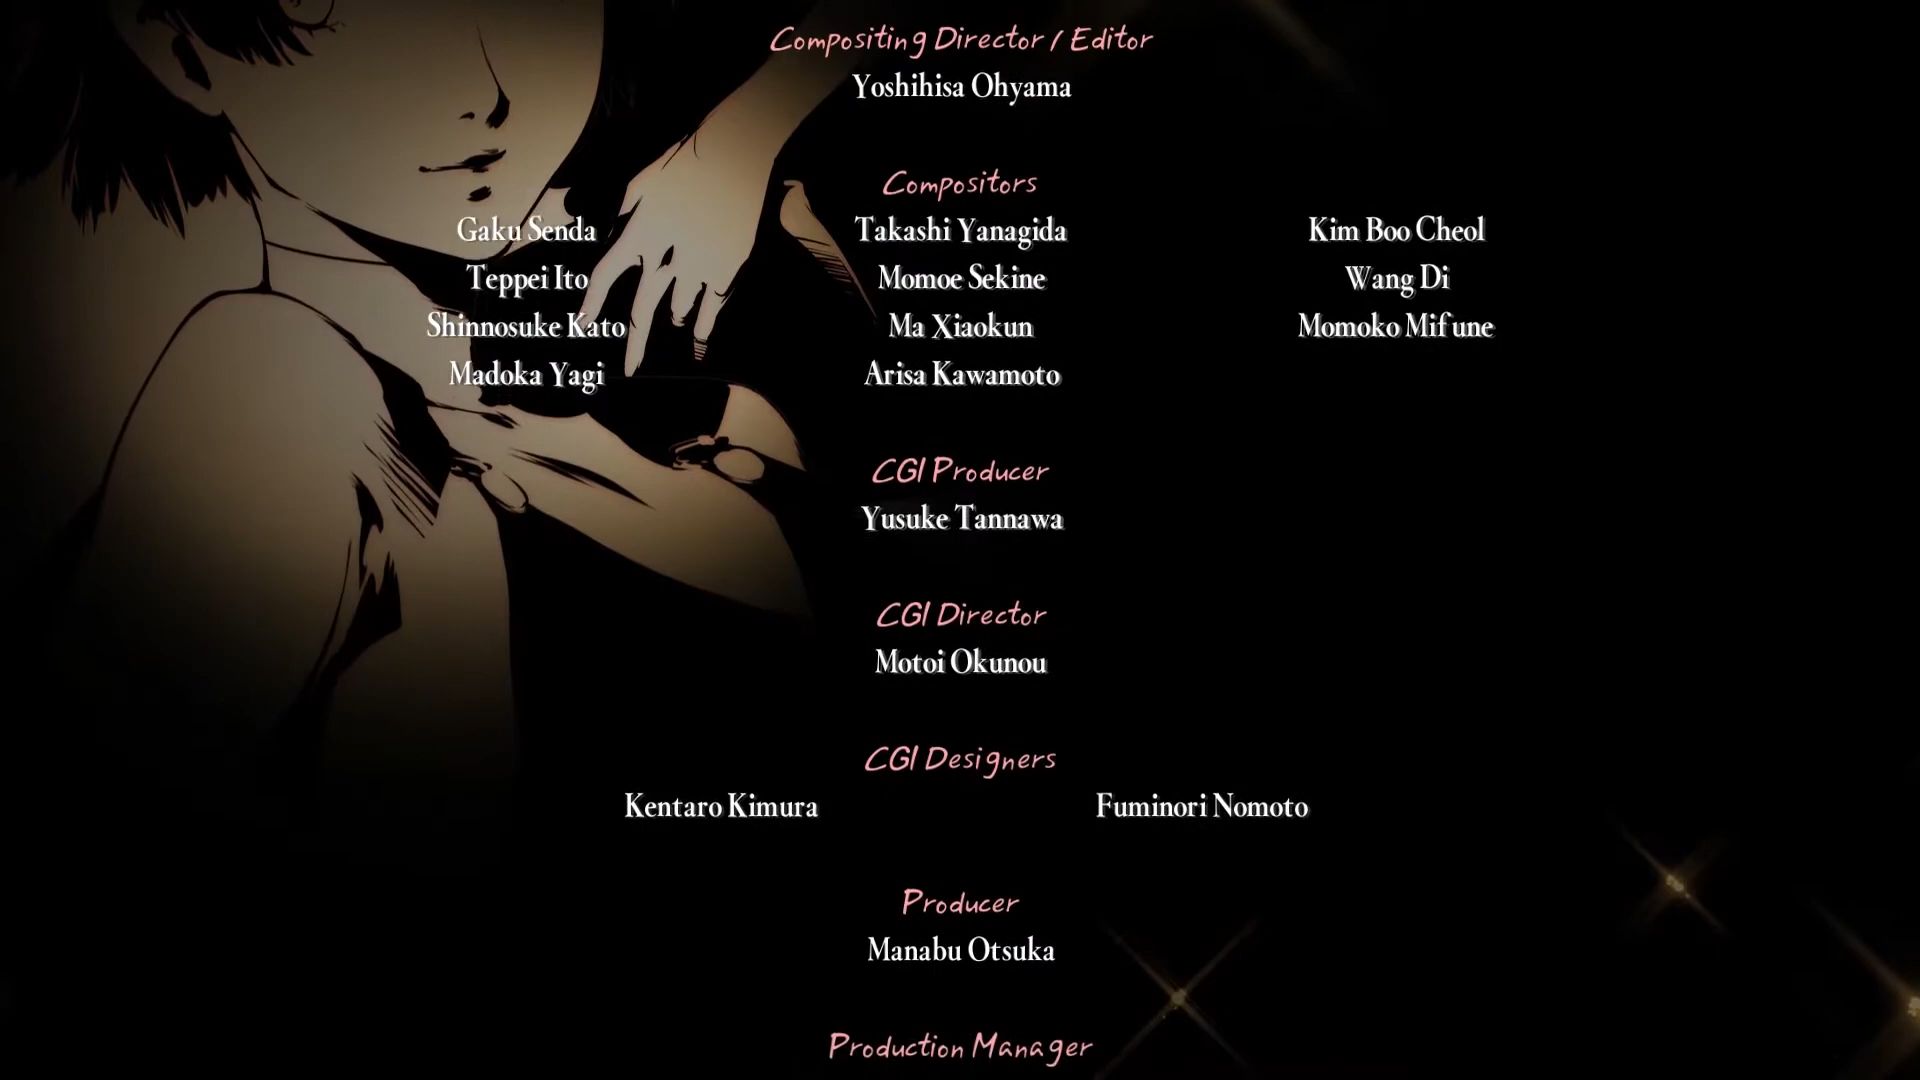 Compositing Director / Editor
Yoshihisa Ohyama
Compositors
Gaku Senda Takashi Yanagida Kim Boo Cheol
Teppei Ito Momoe Sekine Wang Di
Shinnosuke Kato Ma Xiaokun Momoko Mifune
Madoka Yagi Arisa Kawamoto
CGI Producer
Yusuke Tannawa
CGI Director
Motoi Okunou
CGI Designers
Kentaro Kimura Fuminori Nomoto
Producer
Manabu Otsuka
Production Manager